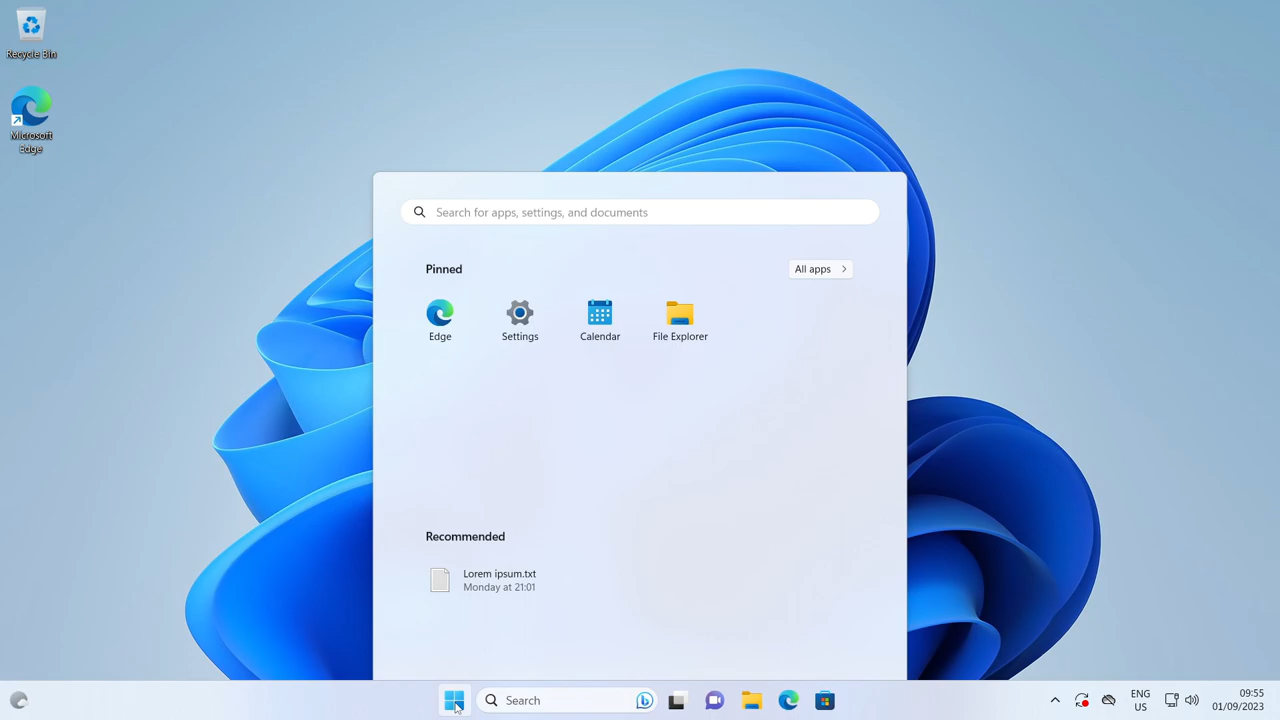 Recycle Bin
Microsoft
Edge
Search for apps, settings, and documents
Pinned
All apps
Edge
Settings
Calendar
File Explorer
Recommended
Lorem ipsum.txt
Monday at 21:01
Search
ENG
US
09:55
01/09/2023